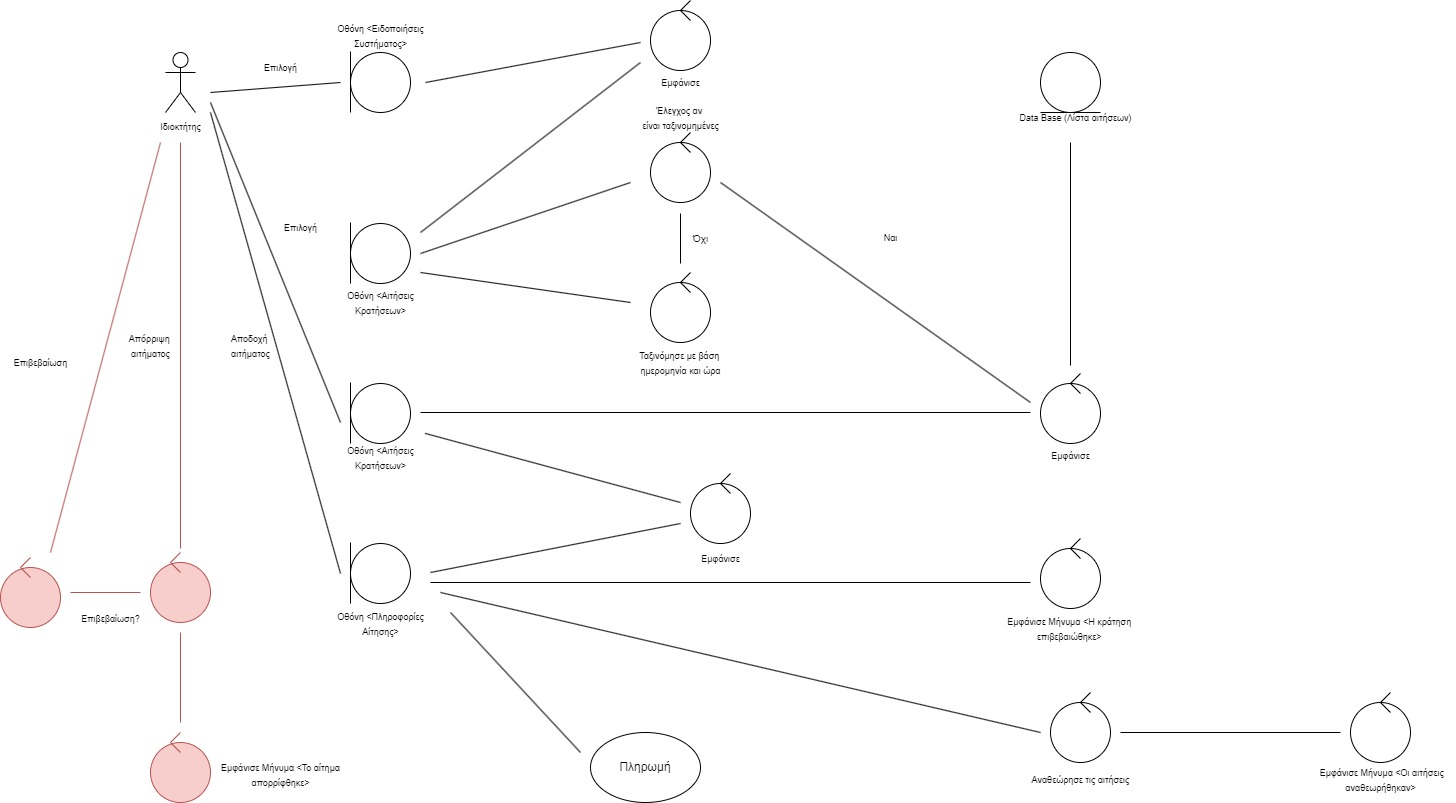 Οθόνη <Ειδοποιήσεις
Συστήματος>
Επιλογή
Εμφάνισε
Ιδιοκτήτης
Έλεγχος αν
είναι ταξινομημένες
Data Base (Λίστα αιτήσεων)
Επιλογή
Όχι
Ναι
Οθόνη <Αιτήσεις
Κρατήσεων>
Απόρριψη
αιτήματος
Αποδοχή
αιτήματος
Επιβεβαίωση
Ταξινόμησε με βάση
ημερομηνία και ώρα
Οθόνη <Αιτήσεις
Κρατήσεων>
Εμφάνισε
Εμφάνισε
Επιβεβαίωση?
Οθόνη <Πληροφορίες
Αίτησης>
Εμφάνισε Μήνυμα <Η κράτηση
επιβεβαιώθηκε>
Εμφάνισε Μήνυμα <Το αίτημα
απορρίφθηκε>
Πληρωμή
Αναθεώρησε τις αιτήσεις
Εμφάνισε Μήνυμα <Οι αιτήσεις
αναθεωρήθηκαν>